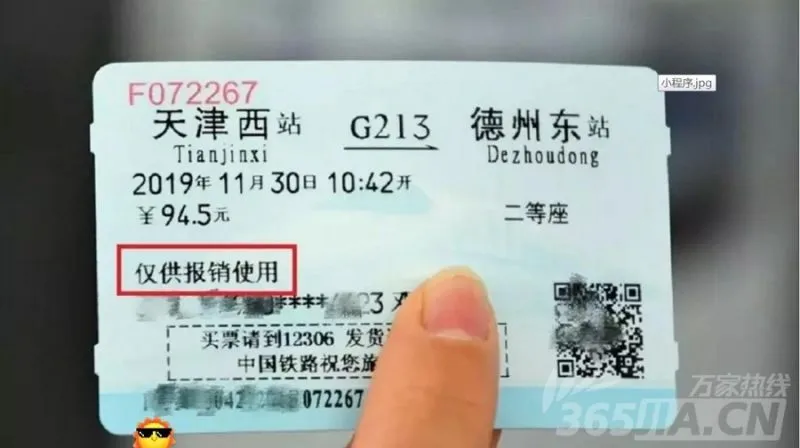 小程序.jpg
F072267
天津西站 G213 德州东站
Tianjinxi Dezhoudong
2019年11月30日10:42开
￥94.5元 二等座
仅供报销使用
****
买票请到12306 发货
中国铁路祝您旅
072267
万家热线
365JIA.CN